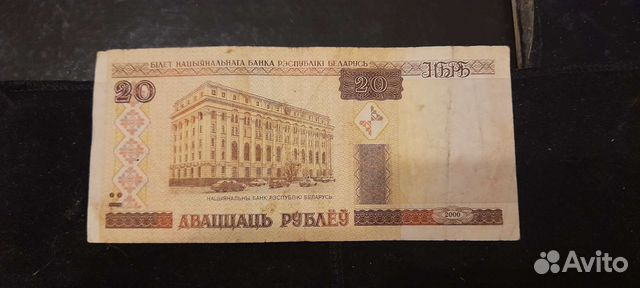 БІЛЕТ НАЦЫЯНАЛЬНАГА БАНКА РЭСПУБЛІКІ БЕЛАРУСЬ
НБРБ
20
20
НАЦЫЯНАЛЬНЫ БАНК РЭСПУБЛІКІ БЕЛАРУСЬ
ДВАЦЦАЦЬ РУБЛЁЎ
2000
Avito